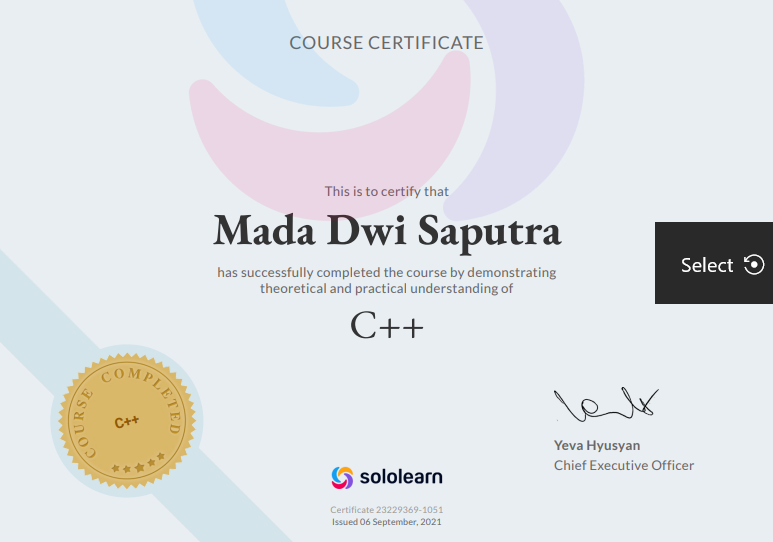 COURSE CERTIFICATE
This is to certify that
Mada Dwi Saputra
has successfully completed the course by demonstrating
theoretical and practical understanding of
C++
Select
COURSE COMPLETED
C++
Yeva Hyusyan
Chief Executive Officer
sololearn
Certificate 23229369-1051
Issued 06 September, 2021